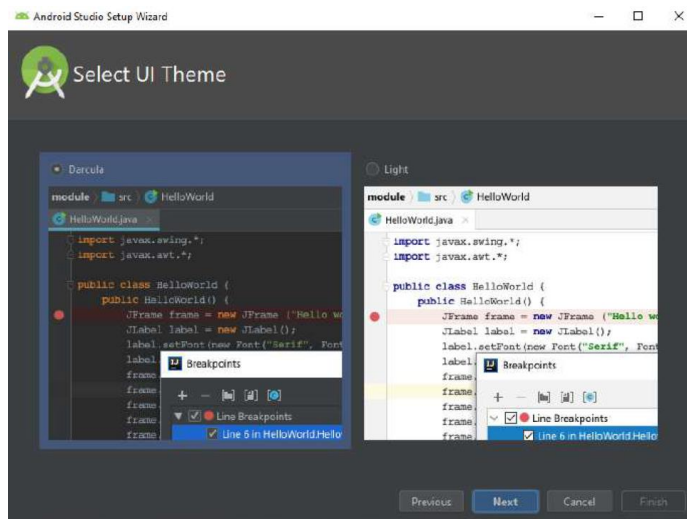 Android Studio Setup Wizard
Select UI Theme
Darcula
module src HelloWorld
HelloWorld.java
import javax.swing.*;
import javax.awt.*;
public class HelloWorld {
public HelloWorld() {
JFrame frame = new JFrame ("Hello wo
JLabel label = new JLabel();
label.setFont(new Font("Serif", Font
label.
frame.
frame.
frame.
frame.
frame.
Breakpoints
Line Breakpoints
Line 6 in HelloWorld.Hello
Light
module src HelloWorld
HelloWorld.java
import javax.swing.*;
import javax.awt.*;
public class HelloWorld {
public HelloWorld() {
JFrame frame = new JFrame ("Hello wo
JLabel label = new JLabel();
label.setFont(new Font("Serif", Font
label.
frame.
frame.
frame.
frame.
frame.
Breakpoints
Line Breakpoints
Line 6 in HelloWorld.Hello
Previous Next Cancel Finish